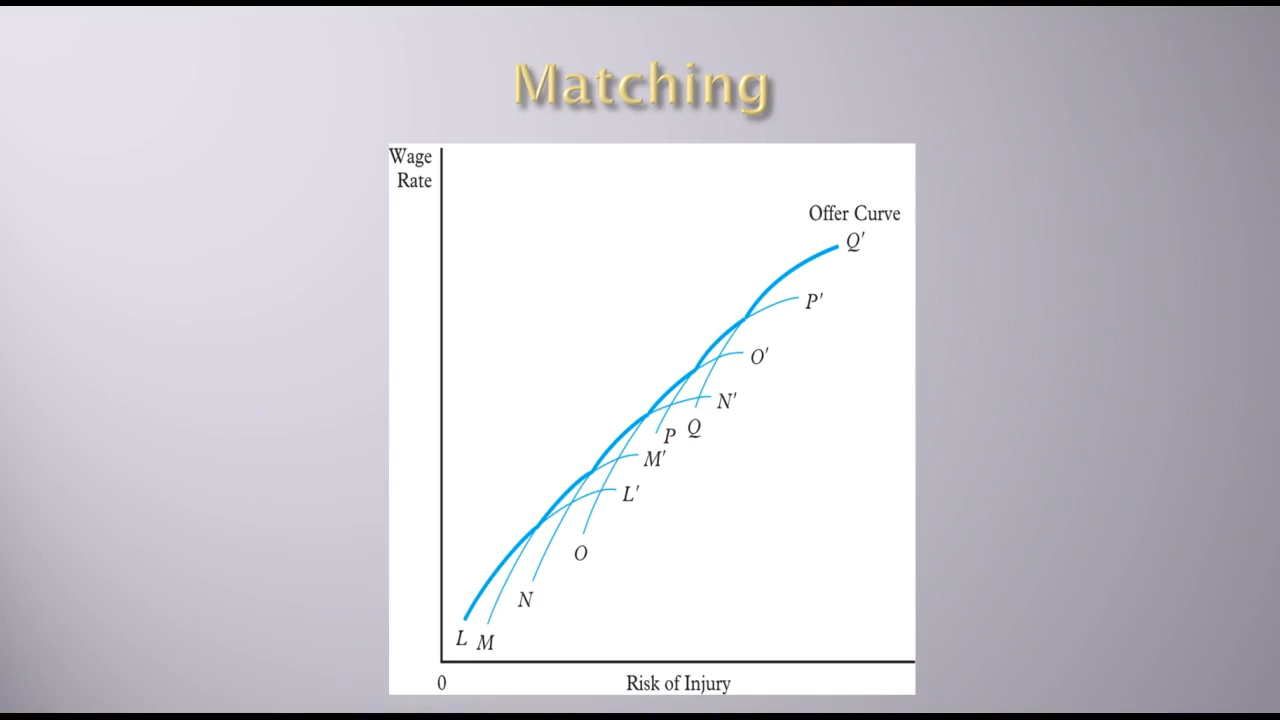 Matching
Wage
Rate
Offer Curve
Q′
P′
O′
N′
P Q
M′
L′
O
N
L M
0 Risk of Injury